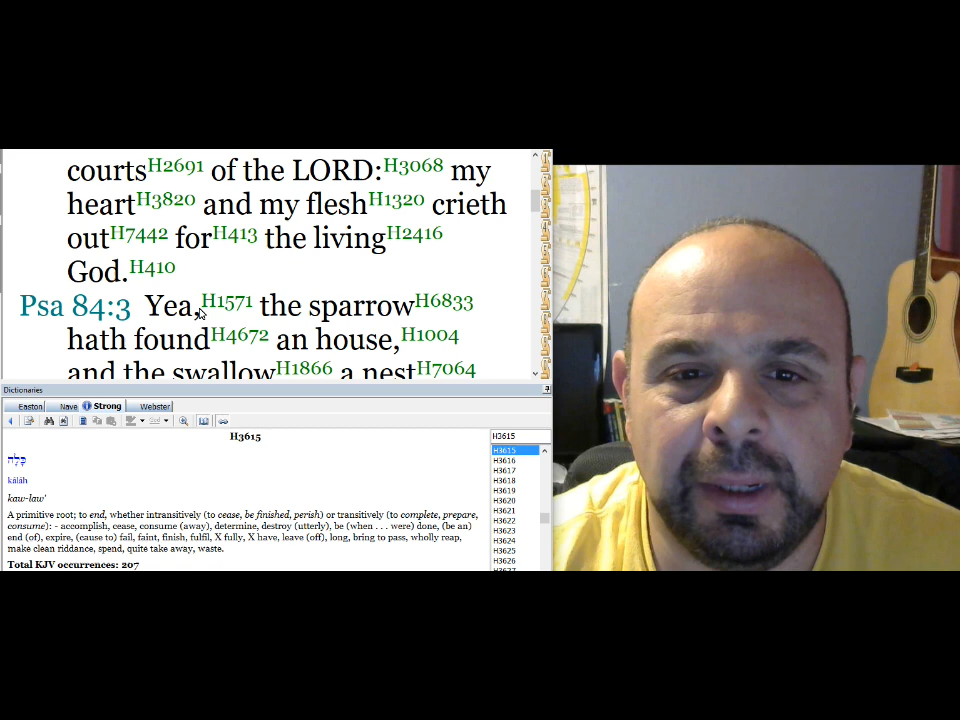 courtsH2691 of the LORD:H3068 my
heartH3820 and my fleshH1320 crieth
outH7442 forH413 the livingH2416
God.H410
Psa 84:3 Yea,H1571 the sparrowH6833
hath foundH4672 an house,H1004
and the swallowH1866 a nestH7064
Dictionaries
Easton Nave Strong Webster
H3615
H3615
כָּלָה
kâlâh
kaw-law'
A primitive root; to end, whether intransitively (to cease, be finished, perish) or transitively (to complete, prepare,
consume): - accomplish, cease, consume (away), determine, destroy (utterly), be (when . . . were) done, (be an)
end (of), expire, (cause to) fail, faint, finish, fulfil, X fully, X have, leave (off), long, bring to pass, wholly reap,
make clean riddance, spend, quite take away, waste.
Total KJV occurrences: 207
H3615
H3616
H3617
H3618
H3619
H3620
H3621
H3622
H3623
H3624
H3625
H3626